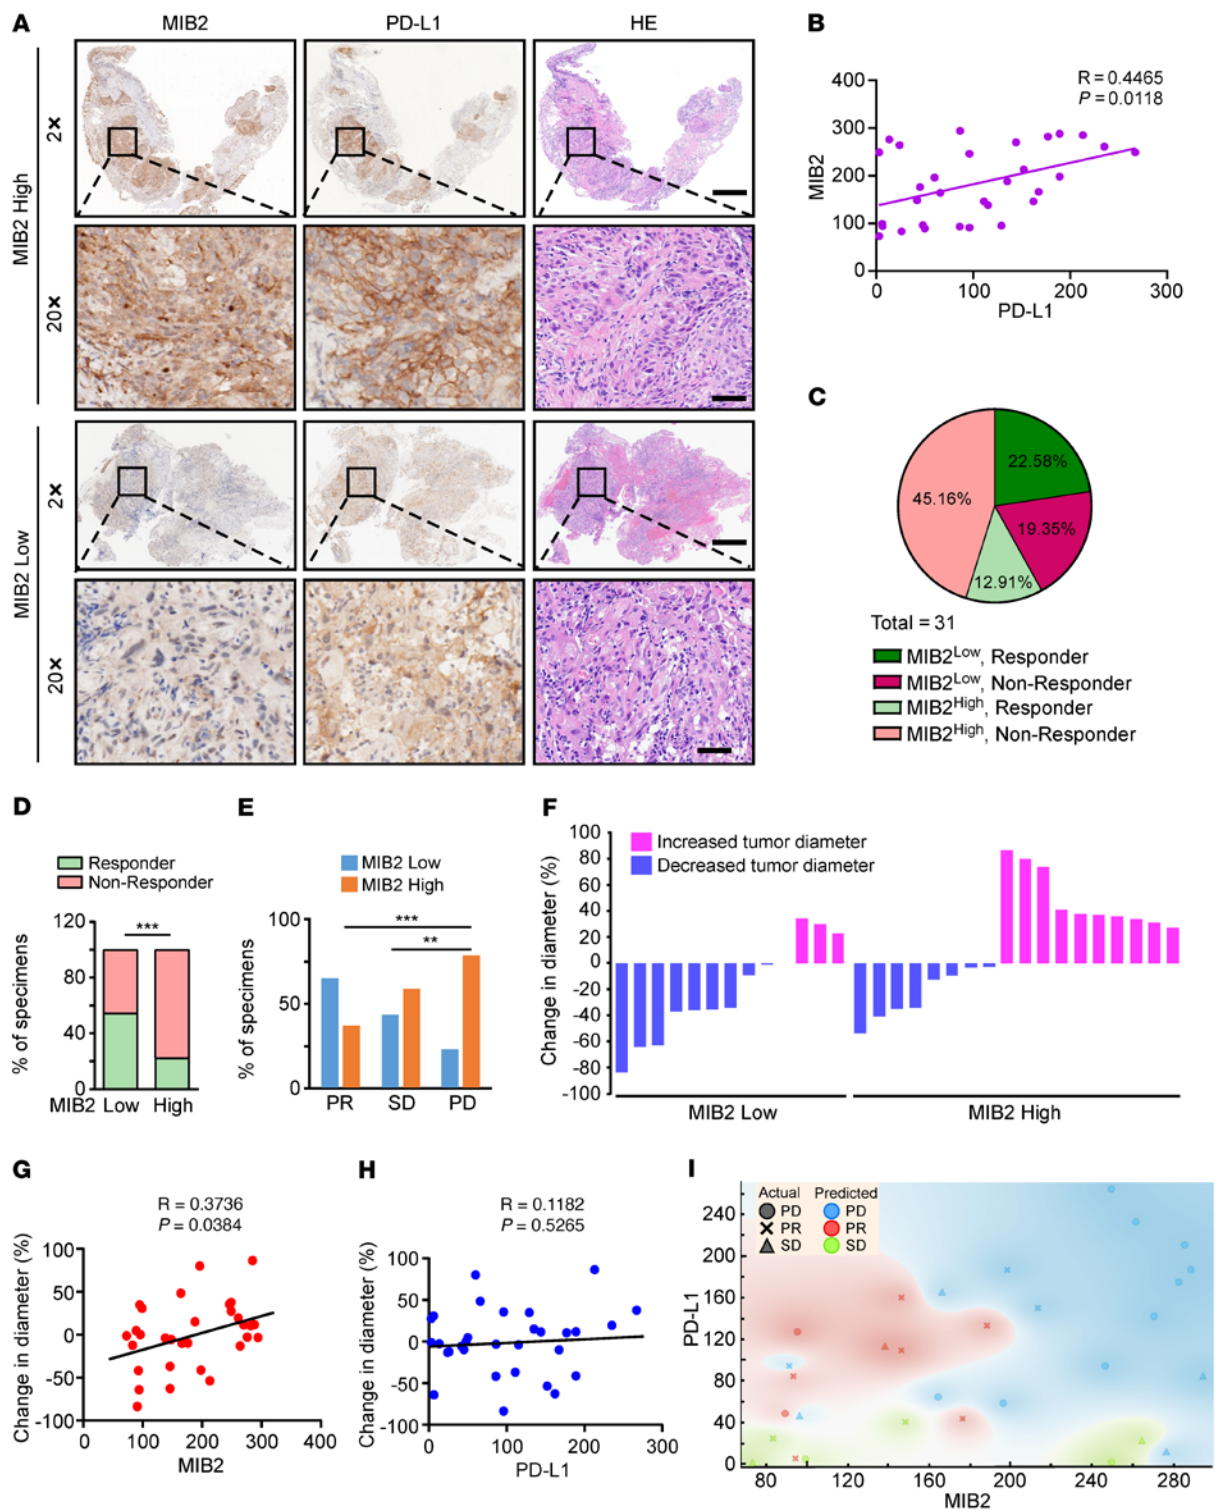 A
MIB2
PD-L1
HE
MIB2 High
2×
20×
MIB2 Low
2×
20×
B
R = 0.4465
P = 0.0118
MIB2
400
300
200
100
0
0
100
200
300
PD-L1
C
22.58%
45.16%
19.35%
12.91%
Total = 31
MIB2Low, Responder
MIB2Low, Non-Responder
MIB2High, Responder
MIB2High, Non-Responder
D
Responder
Non-Responder
% of specimens
120
100
80
60
40
20
0
***
MIB2 Low High
E
MIB2 Low
MIB2 High
% of specimens
100
50
0
***
**
PR SD PD
F
Increased tumor diameter
Decreased tumor diameter
Change in diameter (%)
100
80
60
40
20
0
-20
-40
-60
-80
-100
MIB2 Low
MIB2 High
G
R = 0.3736
P = 0.0384
Change in diameter (%)
100
50
0
-50
-100
0 100 200 300 400
MIB2
H
R = 0.1182
P = 0.5265
Change in diameter (%)
100
50
0
-50
-100
0 100 200 300
PD-L1
I
Actual Predicted
PD PD
PR PR
SD SD
PD-L1
240
200
160
120
80
40
0
80 120 160 200 240 280
MIB2